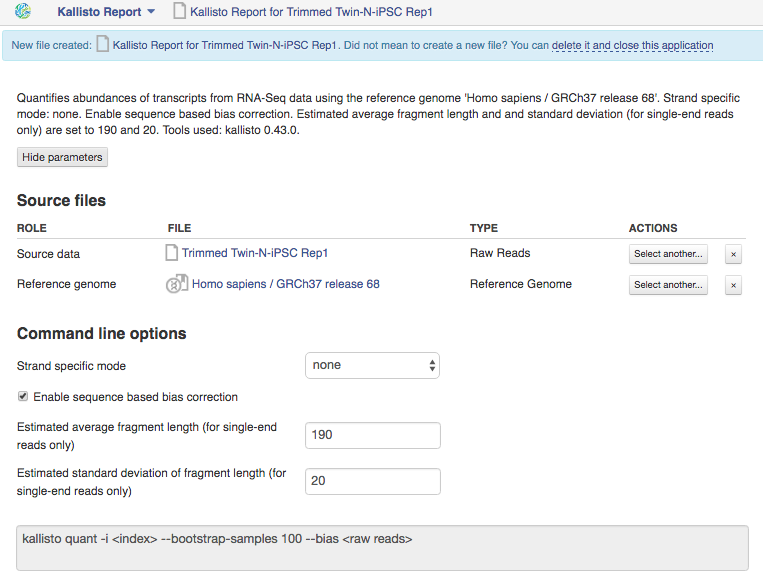 Kallisto Report Kallisto Report for Trimmed Twin-N-iPSC Rep1
New file created: Kallisto Report for Trimmed Twin-N-iPSC Rep1. Did not mean to create a new file? You can delete it and close this application
Quantifies abundances of transcripts from RNA-Seq data using the reference genome 'Homo sapiens / GRCh37 release 68'. Strand specific
mode: none. Enable sequence based bias correction. Estimated average fragment length and and standard deviation (for single-end reads
only) are set to 190 and 20. Tools used: kallisto 0.43.0.
Hide parameters
Source files
ROLE FILE TYPE ACTIONS
Source data Trimmed Twin-N-iPSC Rep1 Raw Reads Select another... ×
Reference genome Homo sapiens / GRCh37 release 68 Reference Genome Select another... ×
Command line options
Strand specific mode none
Enable sequence based bias correction
Estimated average fragment length (for single-end
reads only) 190
Estimated standard deviation of fragment length (for
single-end reads only) 20
kallisto quant -i <index> --bootstrap-samples 100 --bias <raw reads>